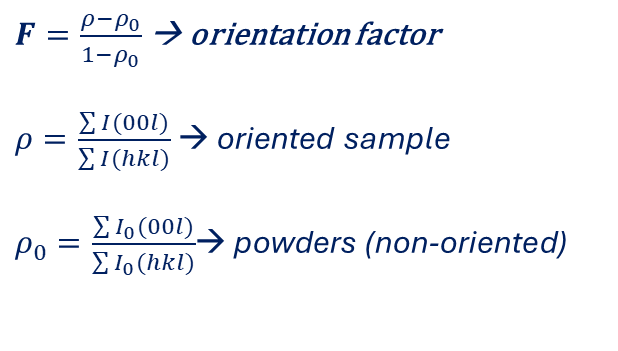 F = (ρ−ρ₀)/(1−ρ₀) → orientation factor
ρ = ∑ I(00l)/∑ I(hkl) → oriented sample
ρ₀ = ∑ I₀(00l)/∑ I₀(hkl) → powders (non-oriented)